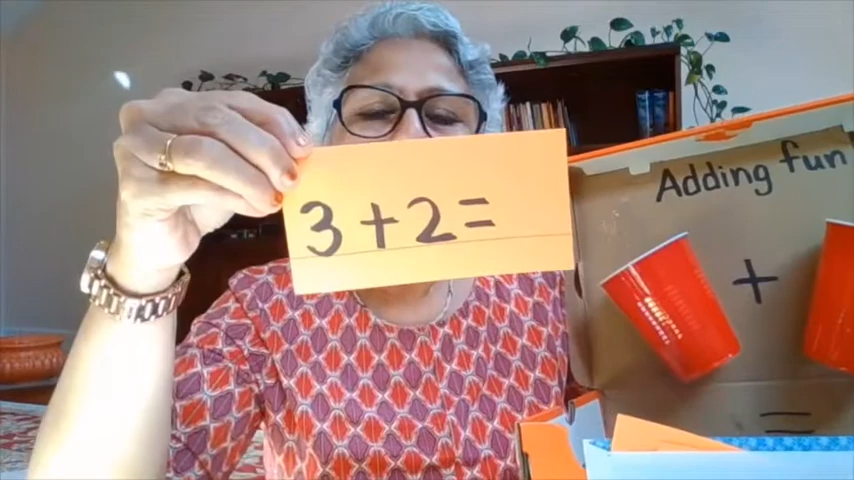 3+2=
Adding fun
+
=